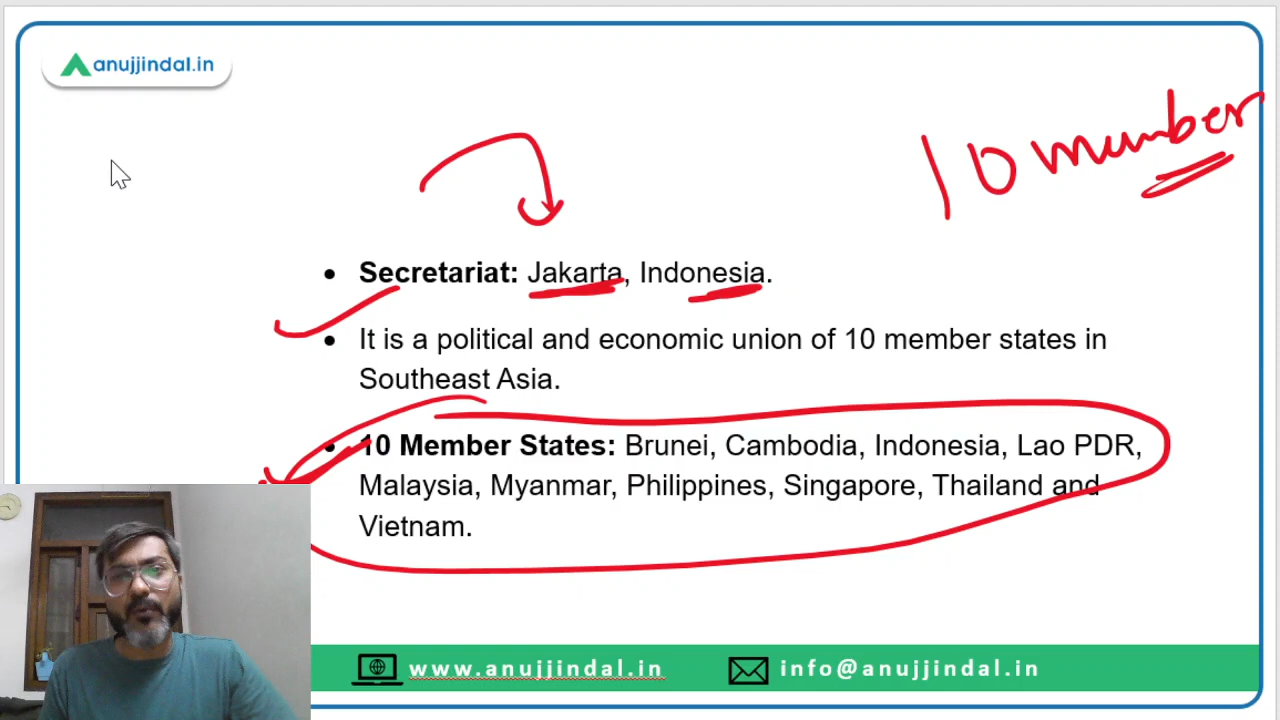 anujjindal.in
10 member
• Secretariat: Jakarta, Indonesia.
• It is a political and economic union of 10 member states in
Southeast Asia.
• 10 Member States: Brunei, Cambodia, Indonesia, Lao PDR,
Malaysia, Myanmar, Philippines, Singapore, Thailand and
Vietnam.
www.anujjindal.in info@anujjindal.in